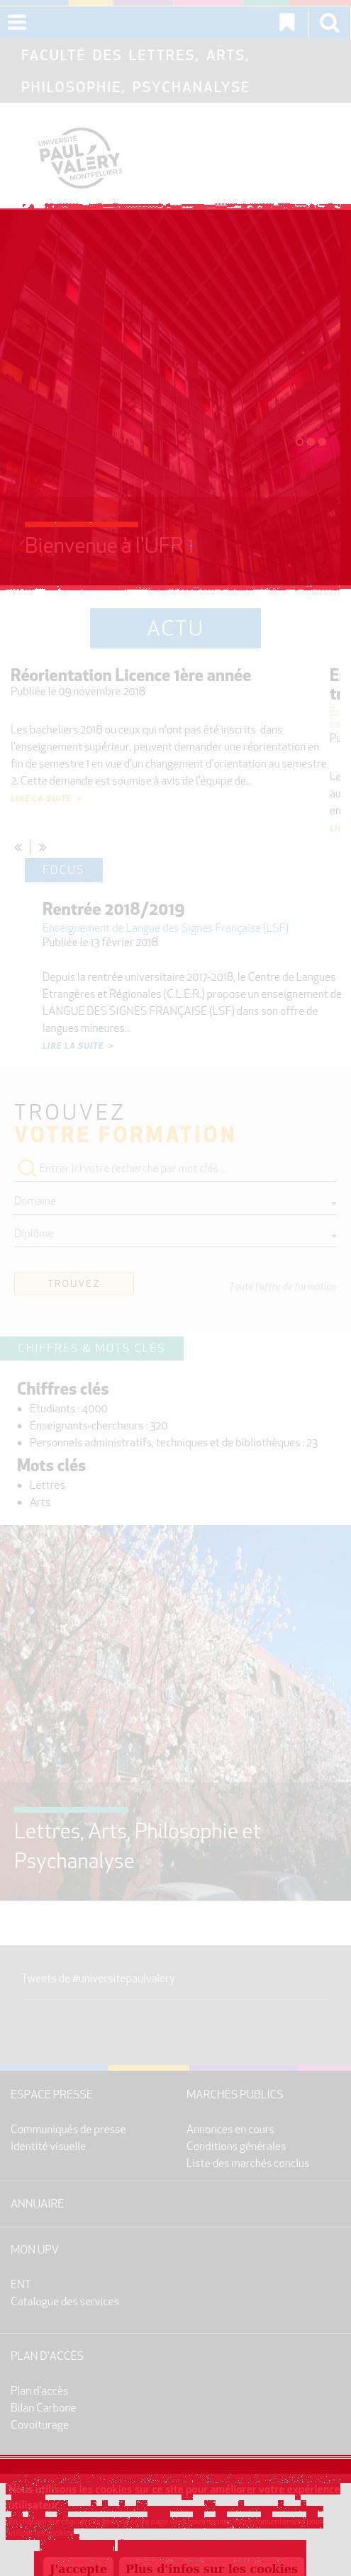 FACULTÉ DES LETTRES, ARTS,
PHILOSOPHIE, PSYCHANALYSE
UNIVERSITÉ
PAUL
VALÉRY
MONTPELLIER 3
Bienvenue à l'UFR 1
ACTU
Réorientation Licence 1ère année
Publiée le 09 novembre 2018
Les bacheliers 2018 ou ceux qui n'ont pas été inscrits dans
l'enseignement supérieur, peuvent demander une réorientation en
fin de semestre 1 en vue d'un changement d'orientation au semestre
2. Cette demande est soumise à avis de l'équipe de...
LIRE LA SUITE >
« | »
FOCUS
Rentrée 2018/2019
Enseignement de Langue des Signes Française (LSF)
Publiée le 13 février 2018
Depuis la rentrée universitaire 2017-2018, le Centre de Langues
Etrangères et Régionales (C.L.E.R.) propose un enseignement de
LANGUE DES SIGNES FRANÇAISE (LSF) dans son offre de
langues mineures...
LIRE LA SUITE >
TROUVEZ
VOTRE FORMATION
Entrer ici votre recherche par mot clés ...
Domaine
Diplôme
TROUVEZ
Toute l'offre de formation
CHIFFRES & MOTS CLÉS
Chiffres clés
Étudiants : 4000
Enseignants-chercheurs : 320
Personnels administratifs, techniques et de bibliothèques : 23
Mots clés
Lettres
Arts
Lettres, Arts, Philosophie et
Psychanalyse
Tweets de #universitepaulvalery
ESPACE PRESSE
Communiqués de presse
Identité visuelle
MARCHÉS PUBLICS
Annonces en cours
Conditions générales
Liste des marchés conclus
ANNUAIRE
MON UPV
ENT
Catalogue des services
PLAN D'ACCÈS
Plan d'accès
Bilan Carbone
Covoiturage
Nous utilisons les cookies sur ce site pour améliorer votre expérience
utilisateur
J'accepte
Plus d'infos sur les cookies